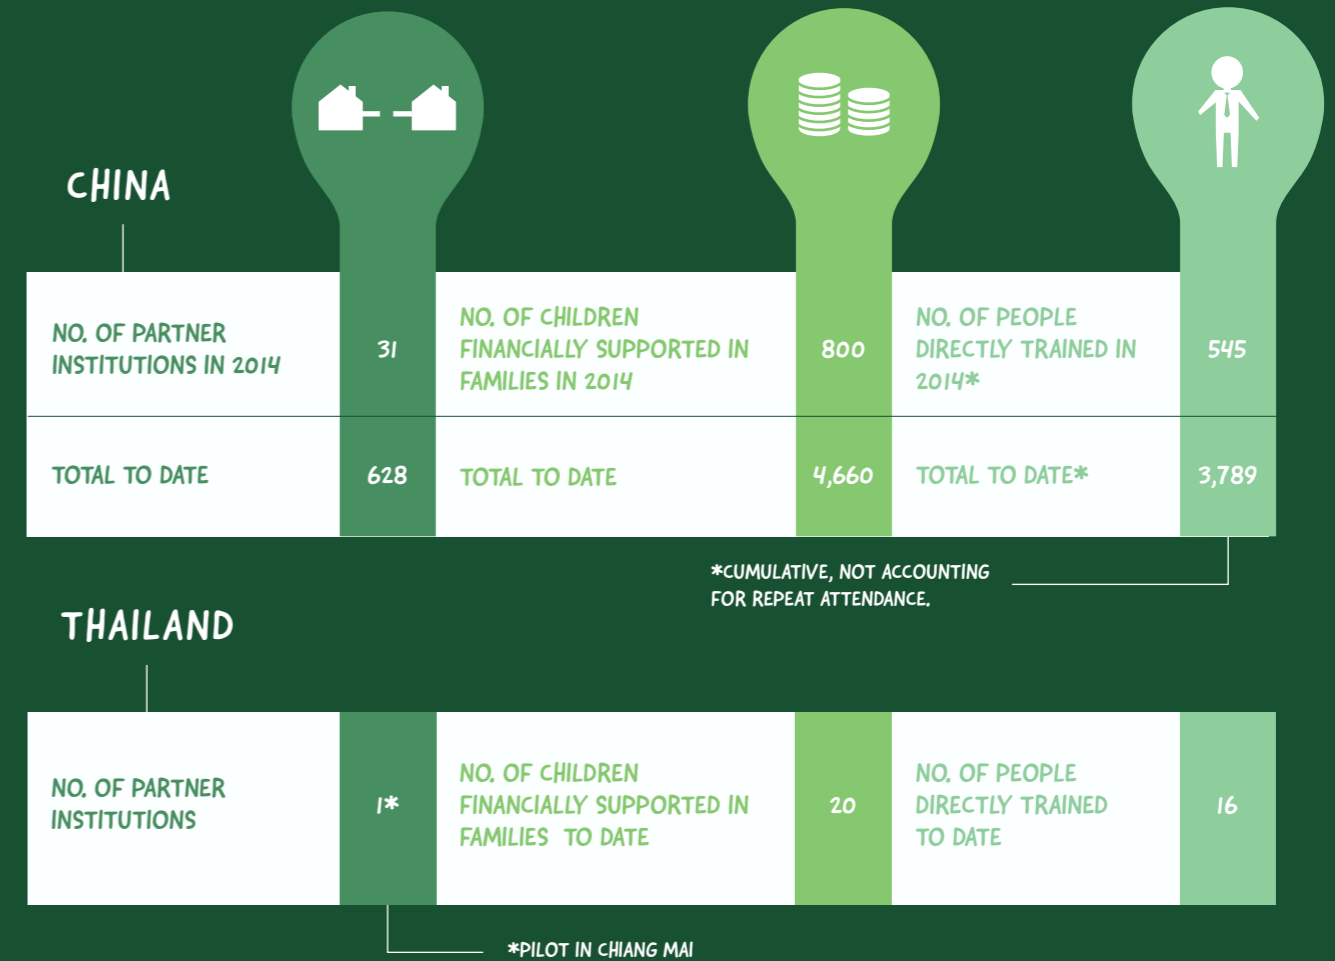 CHINA
NO. OF PARTNER
INSTITUTIONS IN 2014
31
NO. OF CHILDREN
FINANCIALLY SUPPORTED IN
FAMILIES IN 2014
800
NO. OF PEOPLE
DIRECTLY TRAINED IN
2014*
545
TOTAL TO DATE
628
TOTAL TO DATE
4,660
TOTAL TO DATE*
3,789
*CUMULATIVE, NOT ACCOUNTING
FOR REPEAT ATTENDANCE.
THAILAND
NO. OF PARTNER
INSTITUTIONS
1*
NO. OF CHILDREN
FINANCIALLY SUPPORTED IN
FAMILIES TO DATE
20
NO. OF PEOPLE
DIRECTLY TRAINED
TO DATE
16
*PILOT IN CHIANG MAI